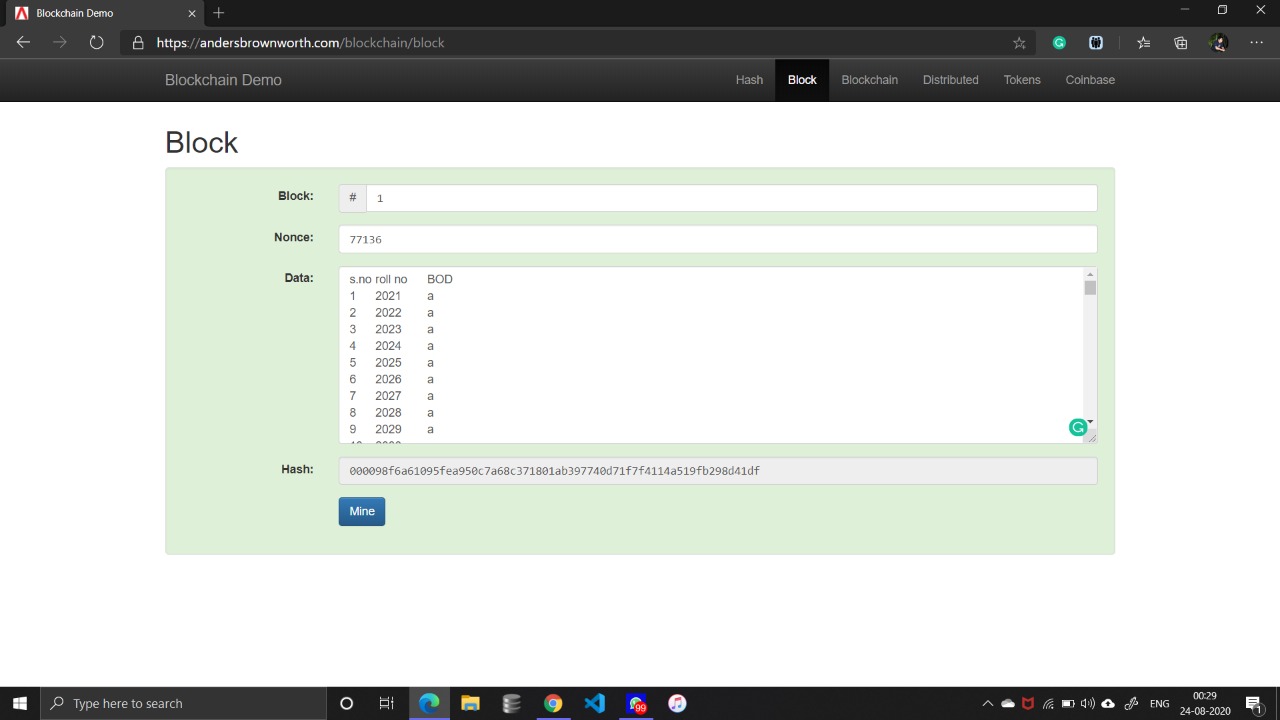 Blockchain Demo
https://andersbrownworth.com/blockchain/block
Blockchain Demo Hash Block Blockchain Distributed Tokens Coinbase
Block
Block: # 1
Nonce: 77136
Data: s.no roll no BOD
1 2021 a
2 2022 a
3 2023 a
4 2024 a
5 2025 a
6 2026 a
7 2027 a
8 2028 a
9 2029 a
Hash: 000098f6a61095fea950c7a68c371801ab397740d71f7f4114a519fb298d41df
Mine
Type here to search 99 ENG 00:29
24-08-2020 1